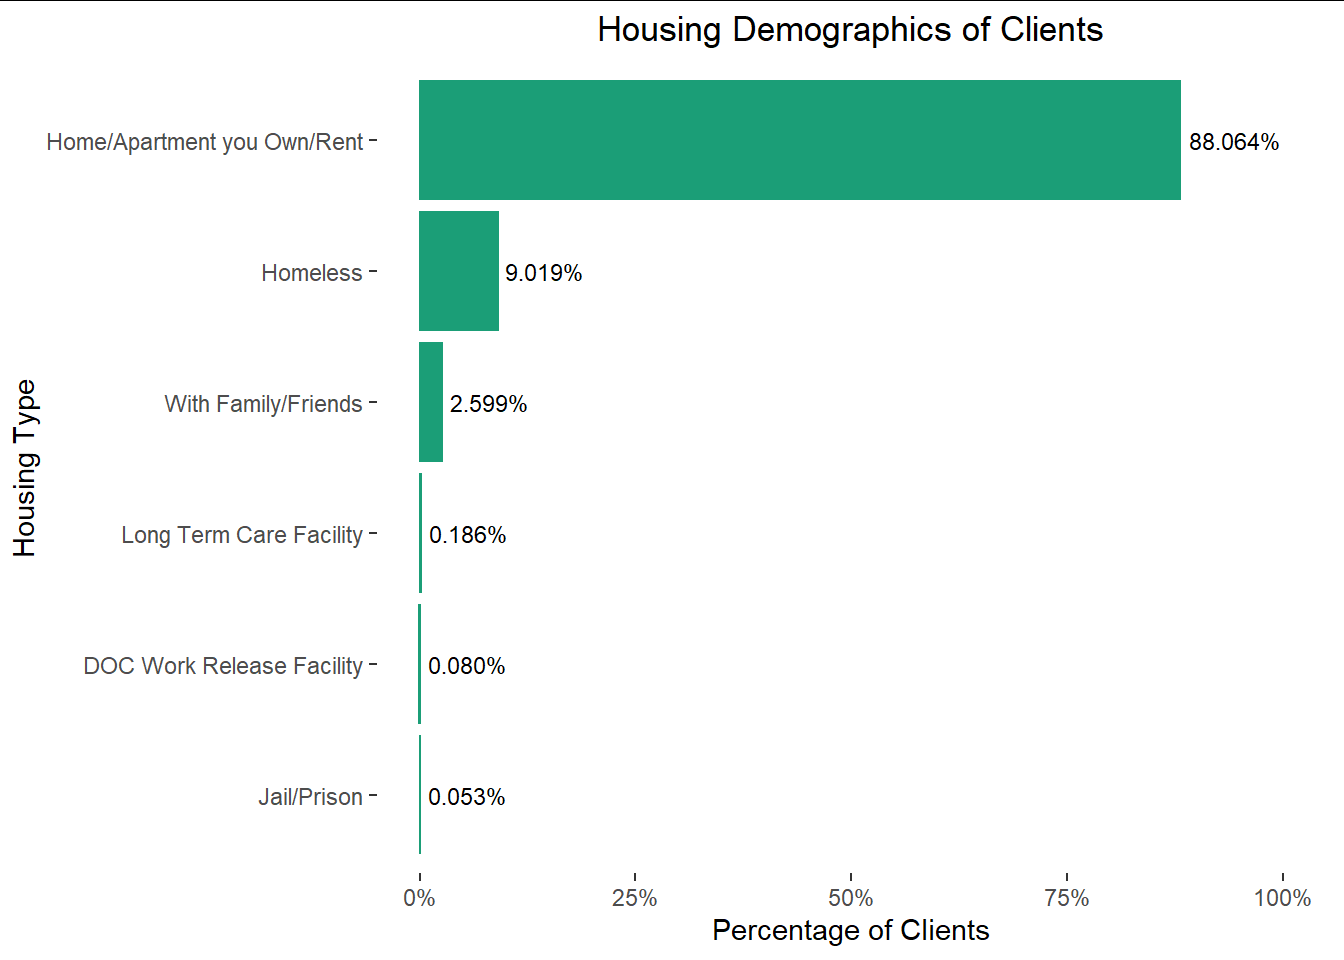 Housing Demographics of Clients
Housing Type
Home/Apartment you Own/Rent
88.064%
Homeless
9.019%
With Family/Friends
2.599%
Long Term Care Facility
0.186%
DOC Work Release Facility
0.080%
Jail/Prison
0.053%
0%
25%
50%
75%
100%
Percentage of Clients